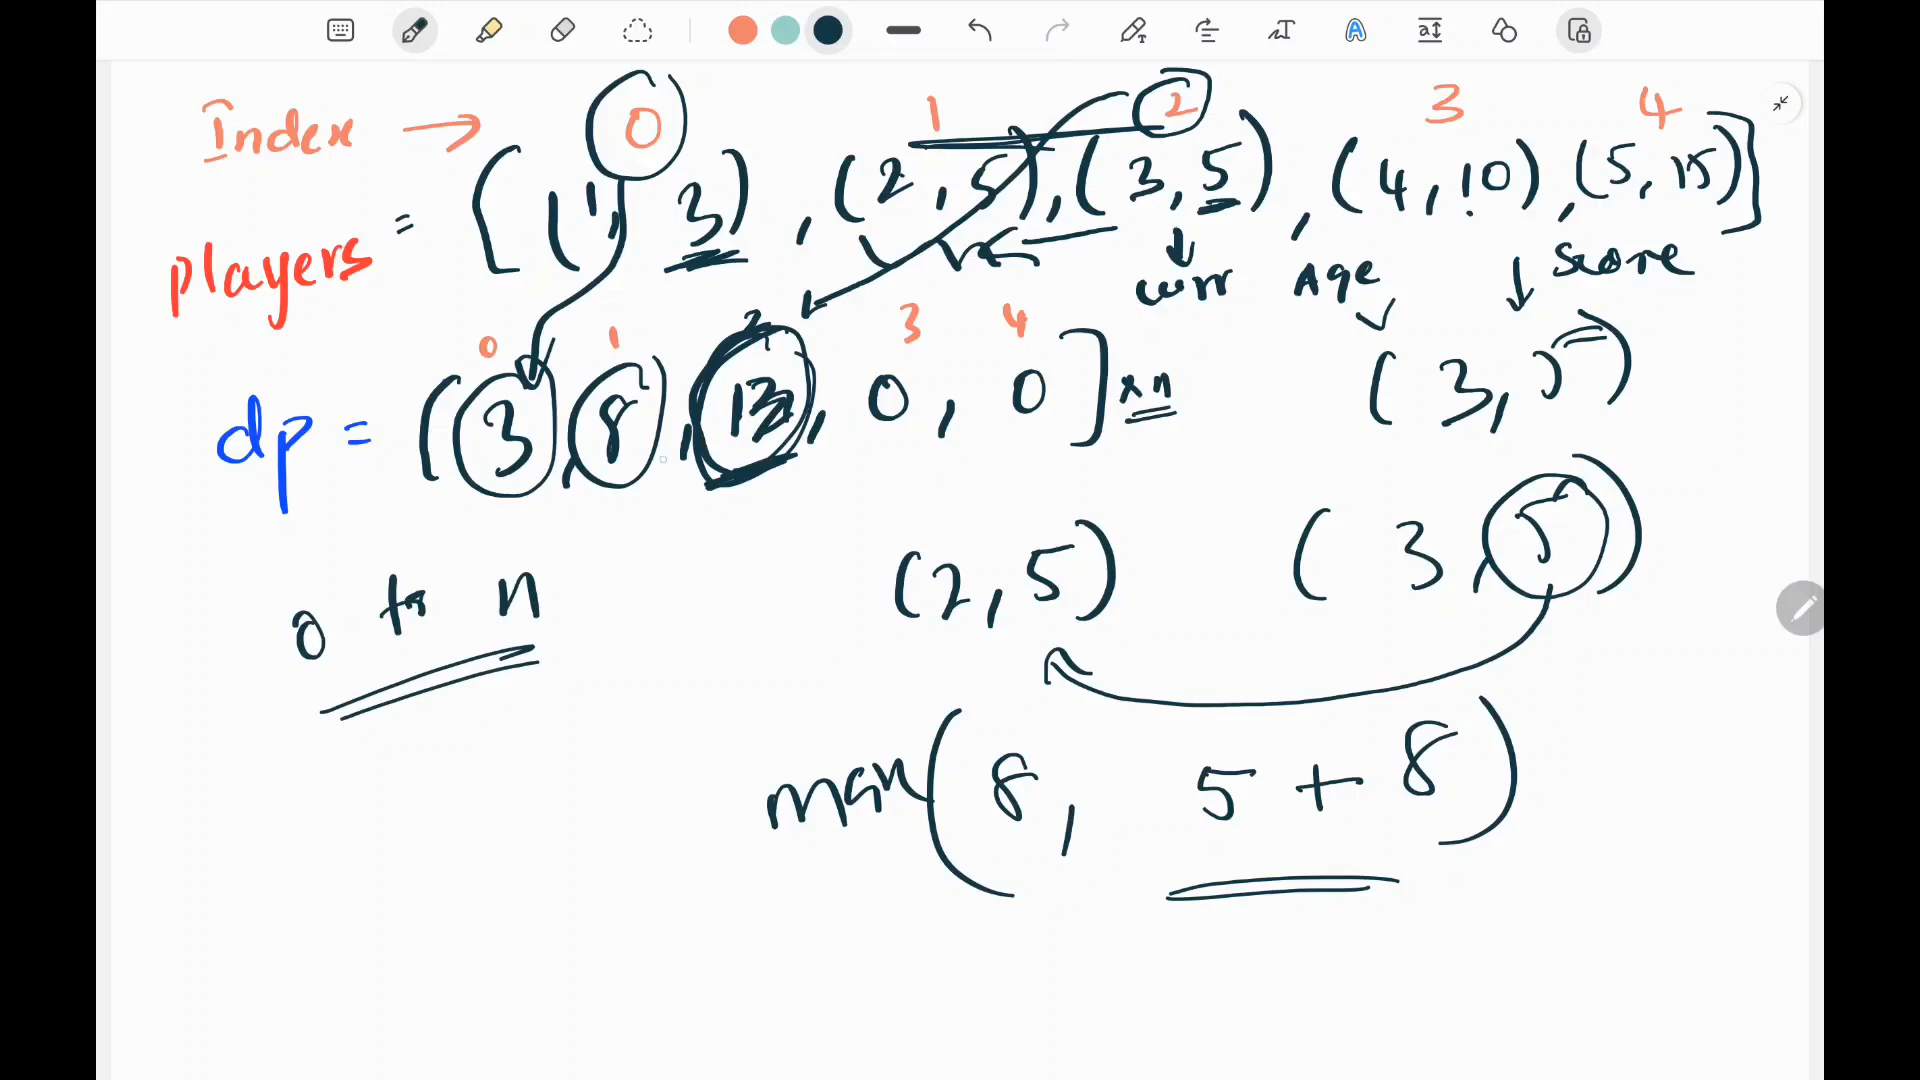 Index → 0 1 2 3 4
players = [(1, 3), (2, 5), (3, 5), (4, 10), (5, 15)]
curr Age Score
0 1 2 3 4
dp = [3, 8, 13, 0, 0] x n (3, 5)
(2, 5) (3, 5)
0 to n
max(8, 5 + 8)